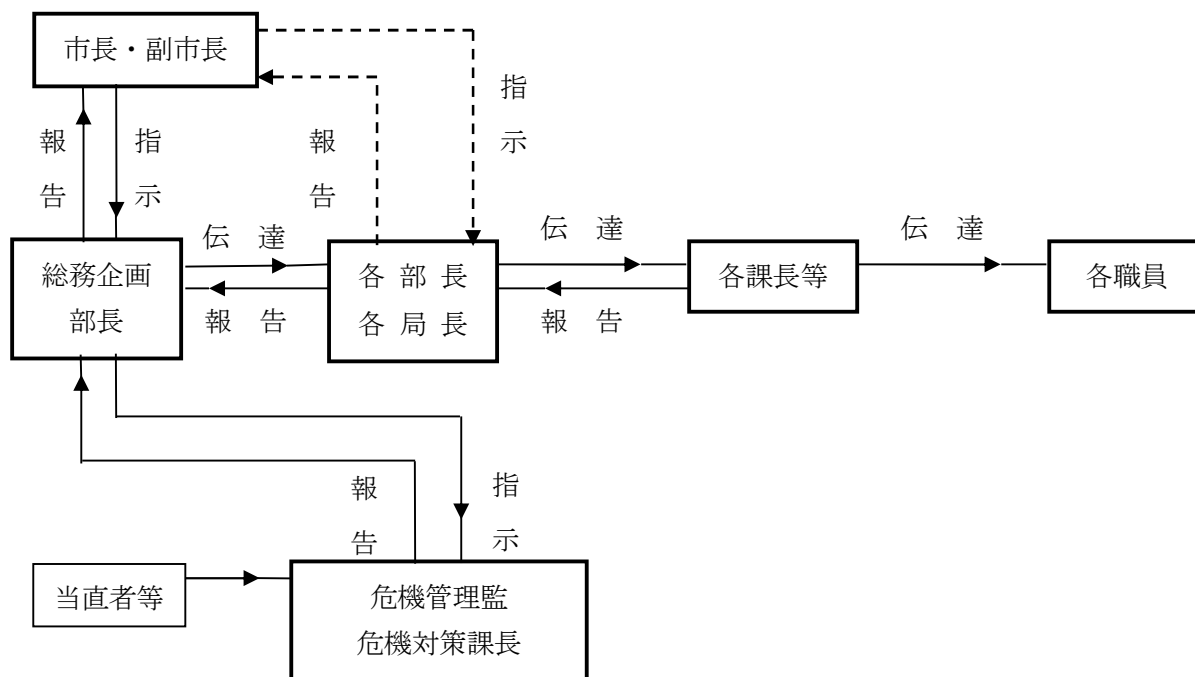 市長・副市長
報告
指示
報告
指示
総務企画
部長
伝　達
報　告
各 部 長
各 局 長
伝　達
報　告
各課長等
伝　達
各職員
報告
指示
当直者等
危機管理監
危機対策課長